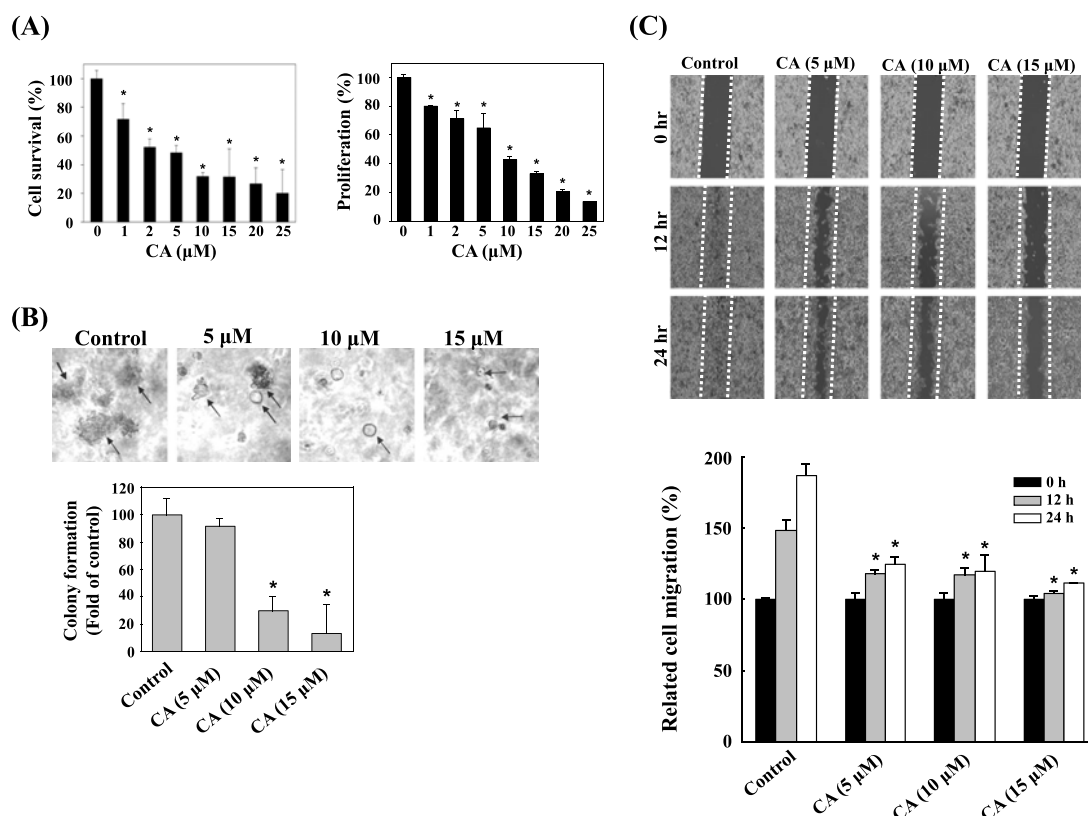 (A)
Cell survival (%)
100
80
60
40
20
0
* * * * * * *
0 1 2 5 10 15 20 25
CA (µM)
Proliferation (%)
100
80
60
40
20
0
* * * * * * *
0 1 2 5 10 15 20 25
CA (µM)
(B)
Control 5 µM 10 µM 15 µM
Colony formation
(Fold of control)
120
100
80
60
40
20
0
* *
Control CA (5 µM) CA (10 µM) CA (15 µM)
(C)
Control CA (5 µM) CA (10 µM) CA (15 µM)
0 hr
12 hr
24 hr
Related cell migration (%)
200
150
100
50
0
0 h
12 h
24 h
* * * * * *
Control CA (5 µM) CA (10 µM) CA (15 µM)